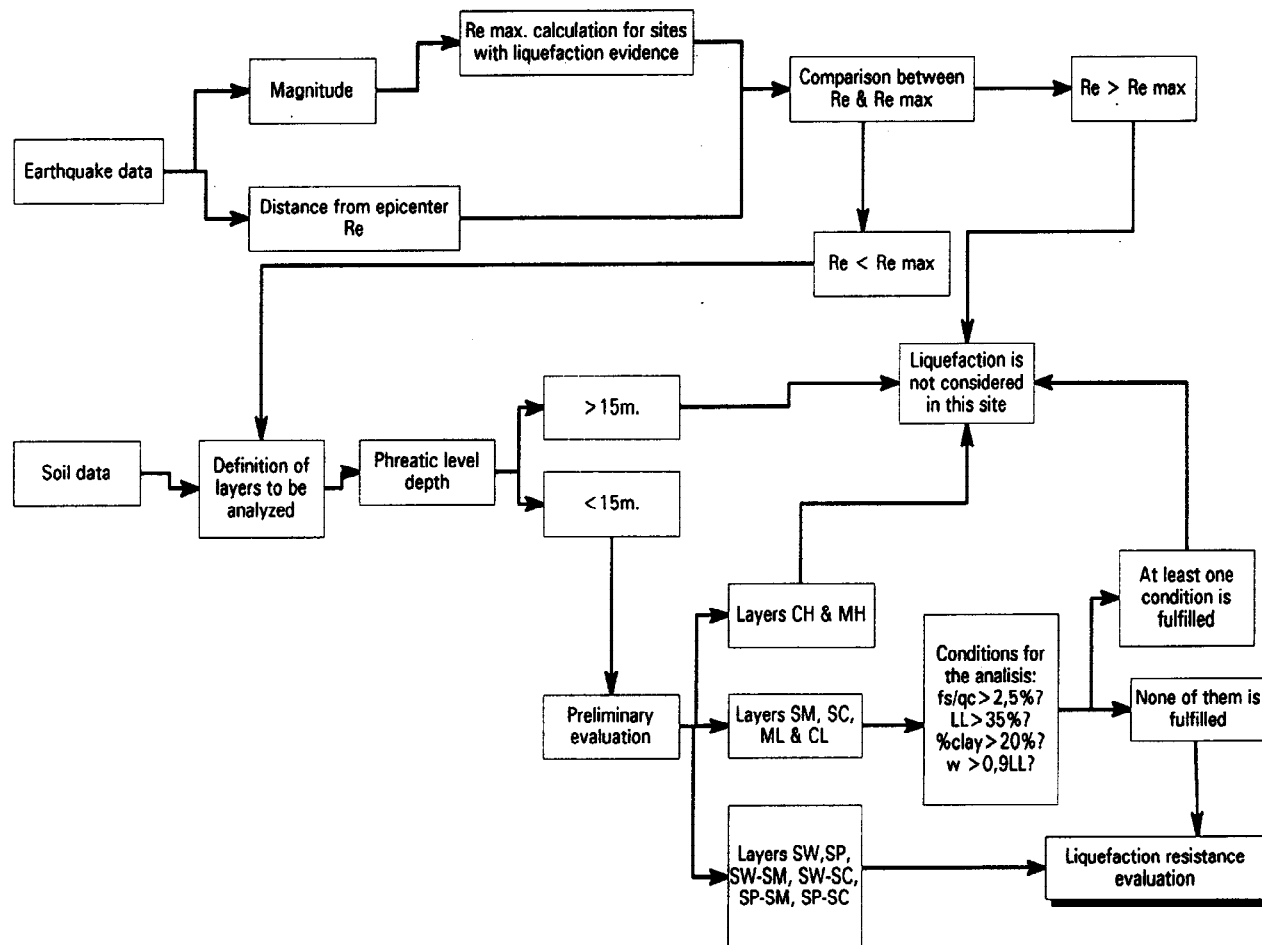 Re max. calculation for sites
with liquefaction evidence
Magnitude
Comparison between
Re & Re max
Re > Re max
Earthquake data
Distance from epicenter
Re
Re < Re max
Liquefaction is
not considered
in this site
>15m.
Soil data
Definition of
layers to be
analyzed
Phreatic level
depth
<15m.
At least one
condition is
fulfilled
Layers CH & MH
Conditions for
the analisis:
fs/qc>2,5%?
LL>35%?
%clay>20%?
w >0,9LL?
Preliminary
evaluation
Layers SM, SC,
ML & CL
None of them is
fulfilled
Layers SW,SP,
SW-SM, SW-SC,
SP-SM, SP-SC
Liquefaction resistance
evaluation